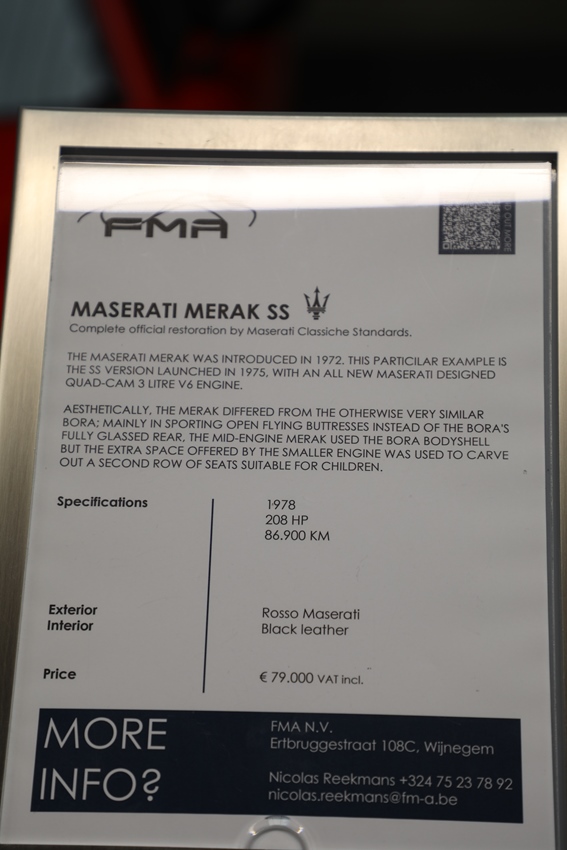 FMA
D OUT MORE
MASERATI MERAK SS
Complete official restoration by Maserati Classiche Standards.
THE MASERATI MERAK WAS INTRODUCED IN 1972. THIS PARTICILAR EXAMPLE IS
THE SS VERSION LAUNCHED IN 1975, WITH AN ALL NEW MASERATI DESIGNED
QUAD-CAM 3 LITRE V6 ENGINE.
AESTHETICALLY, THE MERAK DIFFERED FROM THE OTHERWISE VERY SIMILAR
BORA; MAINLY IN SPORTING OPEN FLYING BUTTRESSES INSTEAD OF THE BORA'S
FULLY GLASSED REAR, THE MID-ENGINE MERAK USED THE BORA BODYSHELL
BUT THE EXTRA SPACE OFFERED BY THE SMALLER ENGINE WAS USED TO CARVE
OUT A SECOND ROW OF SEATS SUITABLE FOR CHILDREN.
Specifications
1978
208 HP
86.900 KM
Exterior
Rosso Maserati
Interior
Black leather
Price
€ 79.000 VAT incl.
MORE
INFO?
FMA N.V.
Ertbruggestraat 108C, Wijnegem
Nicolas Reekmans +324 75 23 78 92
nicolas.reekmans@fm-a.be